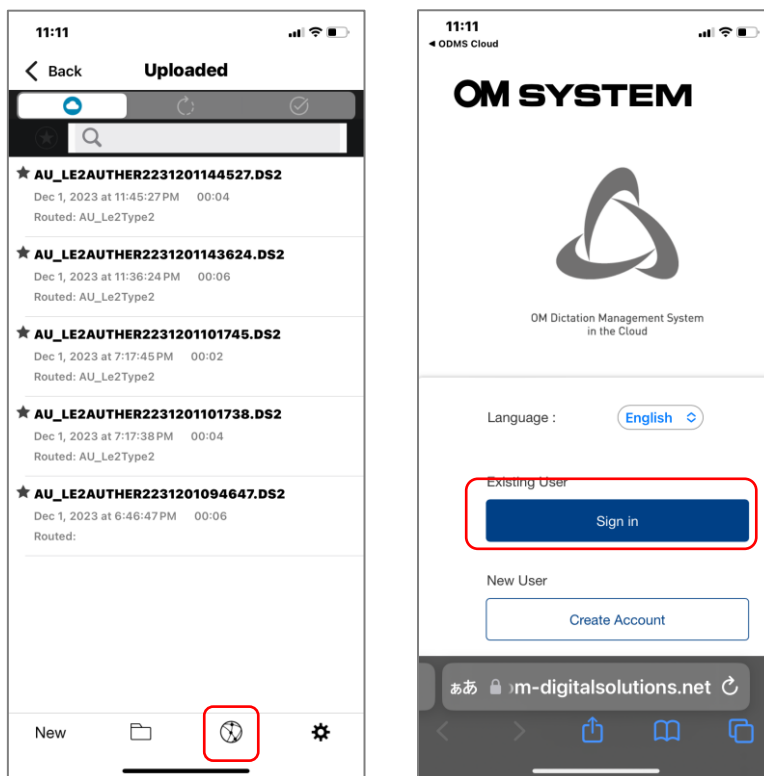 11:11
Back
Uploaded
AU_LE2AUTHER2231201144527.DS2
Dec 1, 2023 at 11:45:27 PM 00:04
Routed: AU_Le2Type2
AU_LE2AUTHER2231201143624.DS2
Dec 1, 2023 at 11:36:24 PM 00:06
Routed: AU_Le2Type2
AU_LE2AUTHER2231201101745.DS2
Dec 1, 2023 at 7:17:45 PM 00:02
Routed: AU_Le2Type2
AU_LE2AUTHER2231201101738.DS2
Dec 1, 2023 at 7:17:38 PM 00:04
Routed: AU_Le2Type2
AU_LE2AUTHER2231201094647.DS2
Dec 1, 2023 at 6:46:47 PM 00:06
Routed:
New
11:11
◀ ODMS Cloud
OM SYSTEM
OM Dictation Management System
in the Cloud
Language :
English
Existing User
Sign in
New User
Create Account
ぁあ
m-digitalsolutions.net